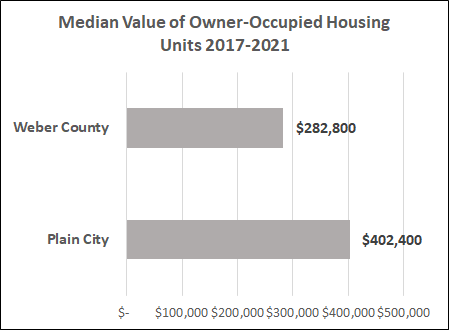 Median Value of Owner-Occupied Housing
Units 2017-2021
Weber County
$282,800
Plain City
$402,400
$- $100,000 $200,000 $300,000 $400,000 $500,000